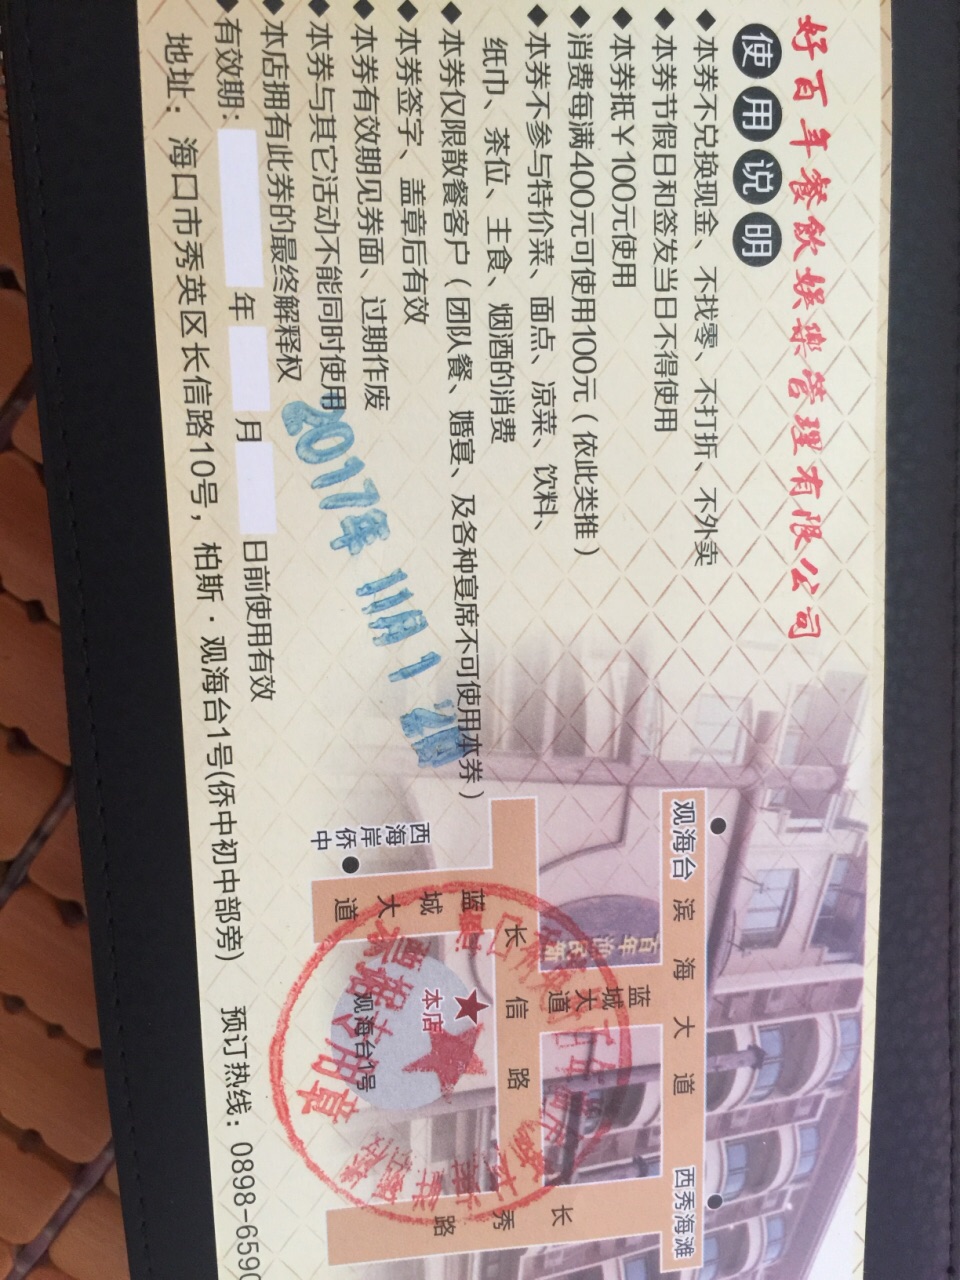 好百年餐飲娱樂管理有限公司
使用说明
◆本券不兑换现金、不找零、不打折、不外卖
◆本券节假日和签发当日不得使用
◆本券抵￥100元使用
◆消费每满400元可使用100元（依此类推）
◆本券不参与特价菜、面点、凉菜、饮料、
纸巾、茶位、主食、烟酒的消费
◆本券仅限散餐客户（团队餐、婚宴、及各种宴席不可使用本券）
◆本券签字、盖章后有效
◆本券有效期见券面、过期作废
◆本券与其它活动不能同时使用
◆本店拥有此券的最终解释权
◆有效期： 年 月 日前使用有效
地址：海口市秀英区长信路10号，柏斯·观海台1号(侨中初中部旁) 预订热线：0898-6590
2017年11月1
观海台
滨海大道
西秀海滩
蓝城大道
长信路
蓝城大道
西海岸侨中
本店
观海台1号
长秀路
票据专用章